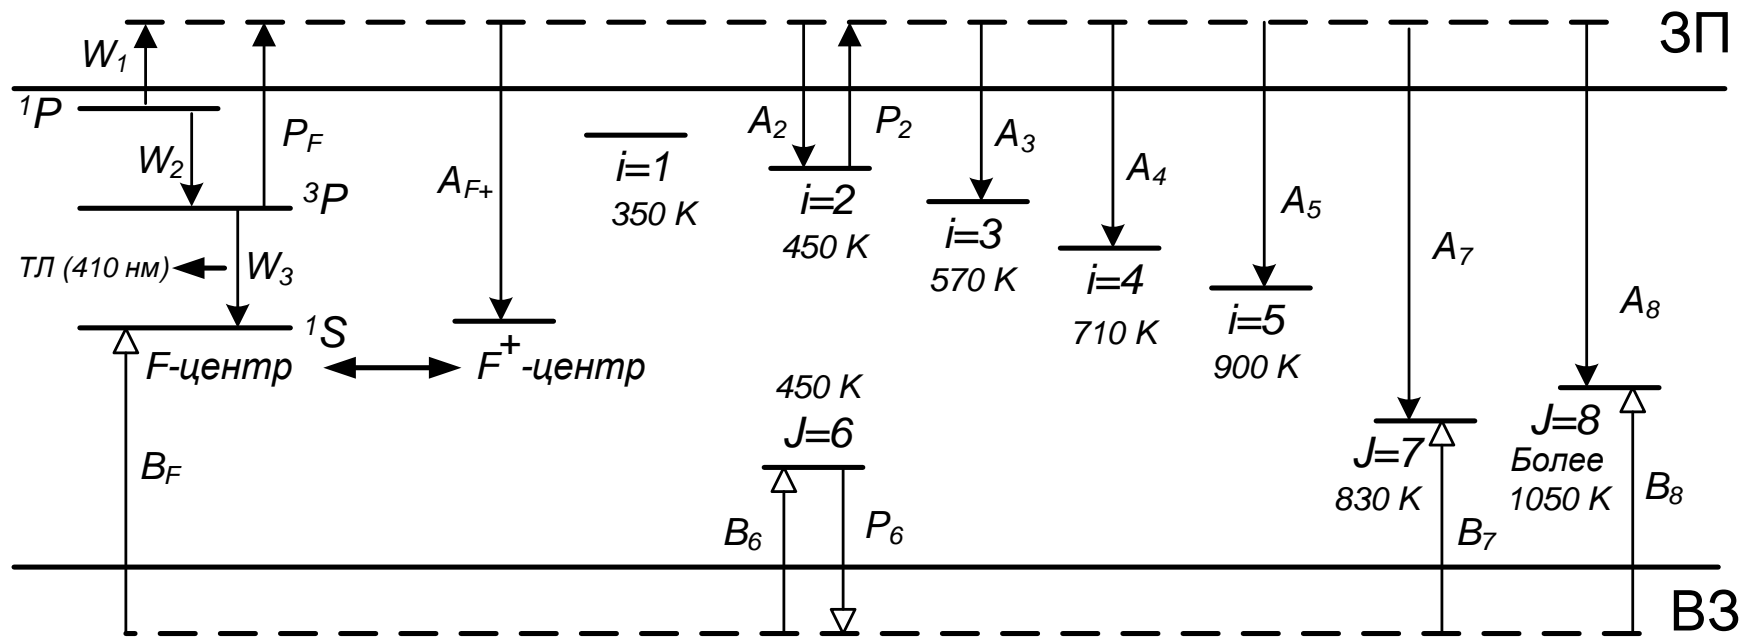 ЗП
W1
1P
PF
W2
3P
AF+
i=1
350 K
A2
P2
i=2
450 K
A3
i=3
570 K
A4
i=4
710 K
A5
i=5
900 K
A7
A8
ТЛ (410 нм)
W3
1S
F-центр
F+-центр
BF
450 K
J=6
B6
P6
J=7
830 K
B7
J=8
Более
1050 K
B8
ВЗ